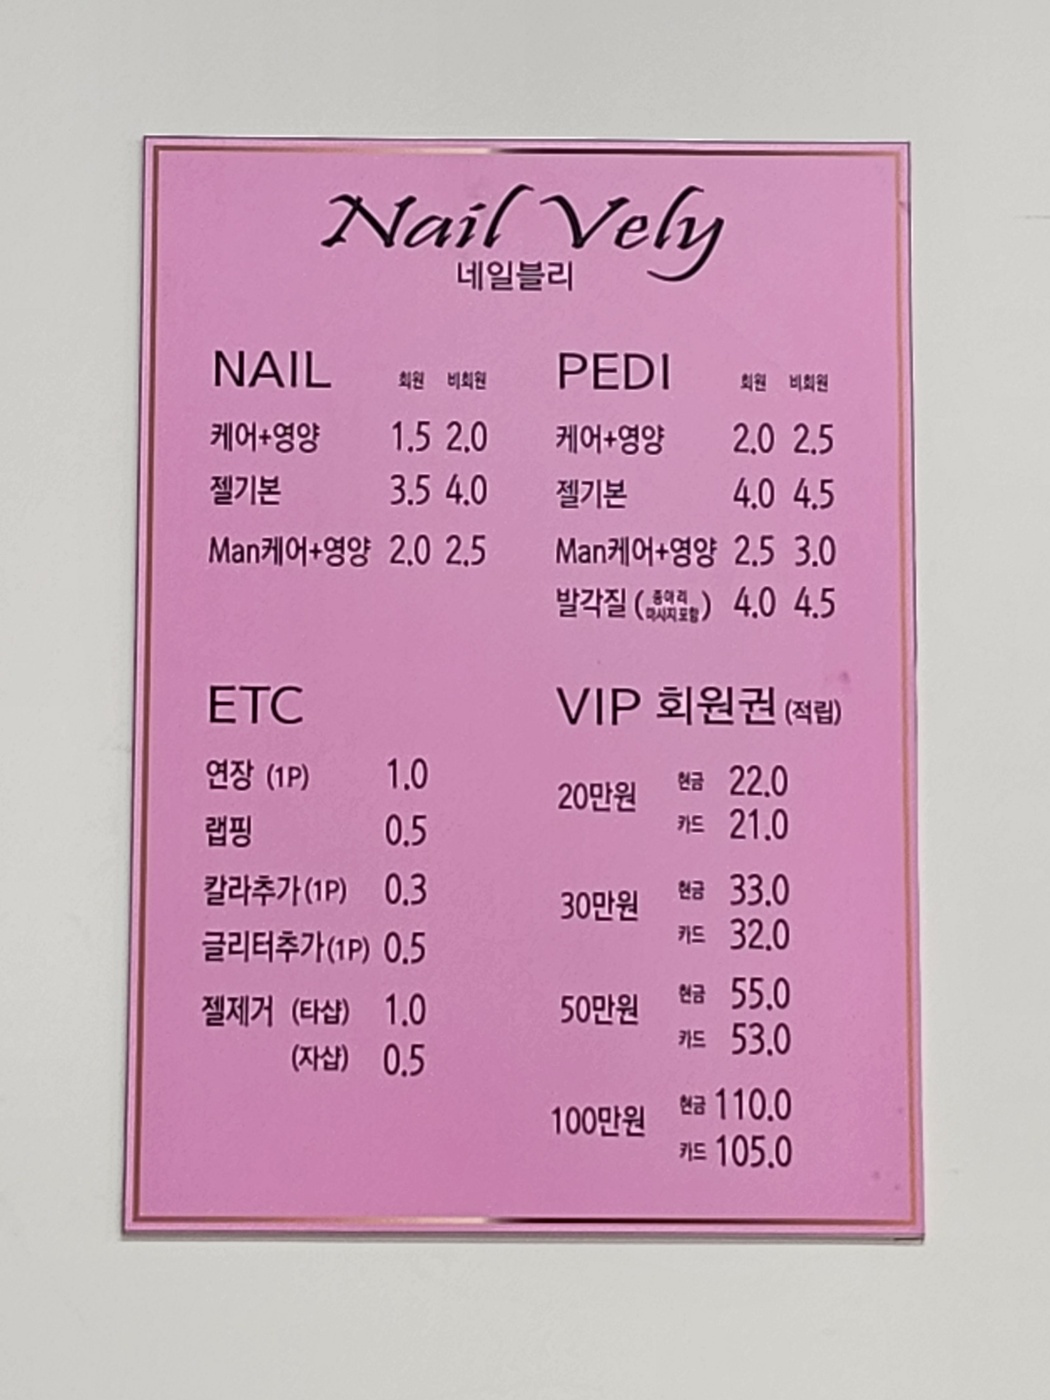 Nail Vely
네일블리
NAIL 회원 비회원
케어+영양 1.5 2.0
젤기본 3.5 4.0
Man케어+영양 2.0 2.5
PEDI 회원 비회원
케어+영양 2.0 2.5
젤기본 4.0 4.5
Man케어+영양 2.5 3.0
발각질 (종아리 마사지포함) 4.0 4.5
ETC
연장 (1P) 1.0
랩핑 0.5
칼라추가(1P) 0.3
글리터추가(1P) 0.5
젤제거 (타샵) 1.0
(자샵) 0.5
VIP 회원권 (적립)
20만원 현금 22.0
카드 21.0
30만원 현금 33.0
카드 32.0
50만원 현금 55.0
카드 53.0
100만원 현금 110.0
카드 105.0